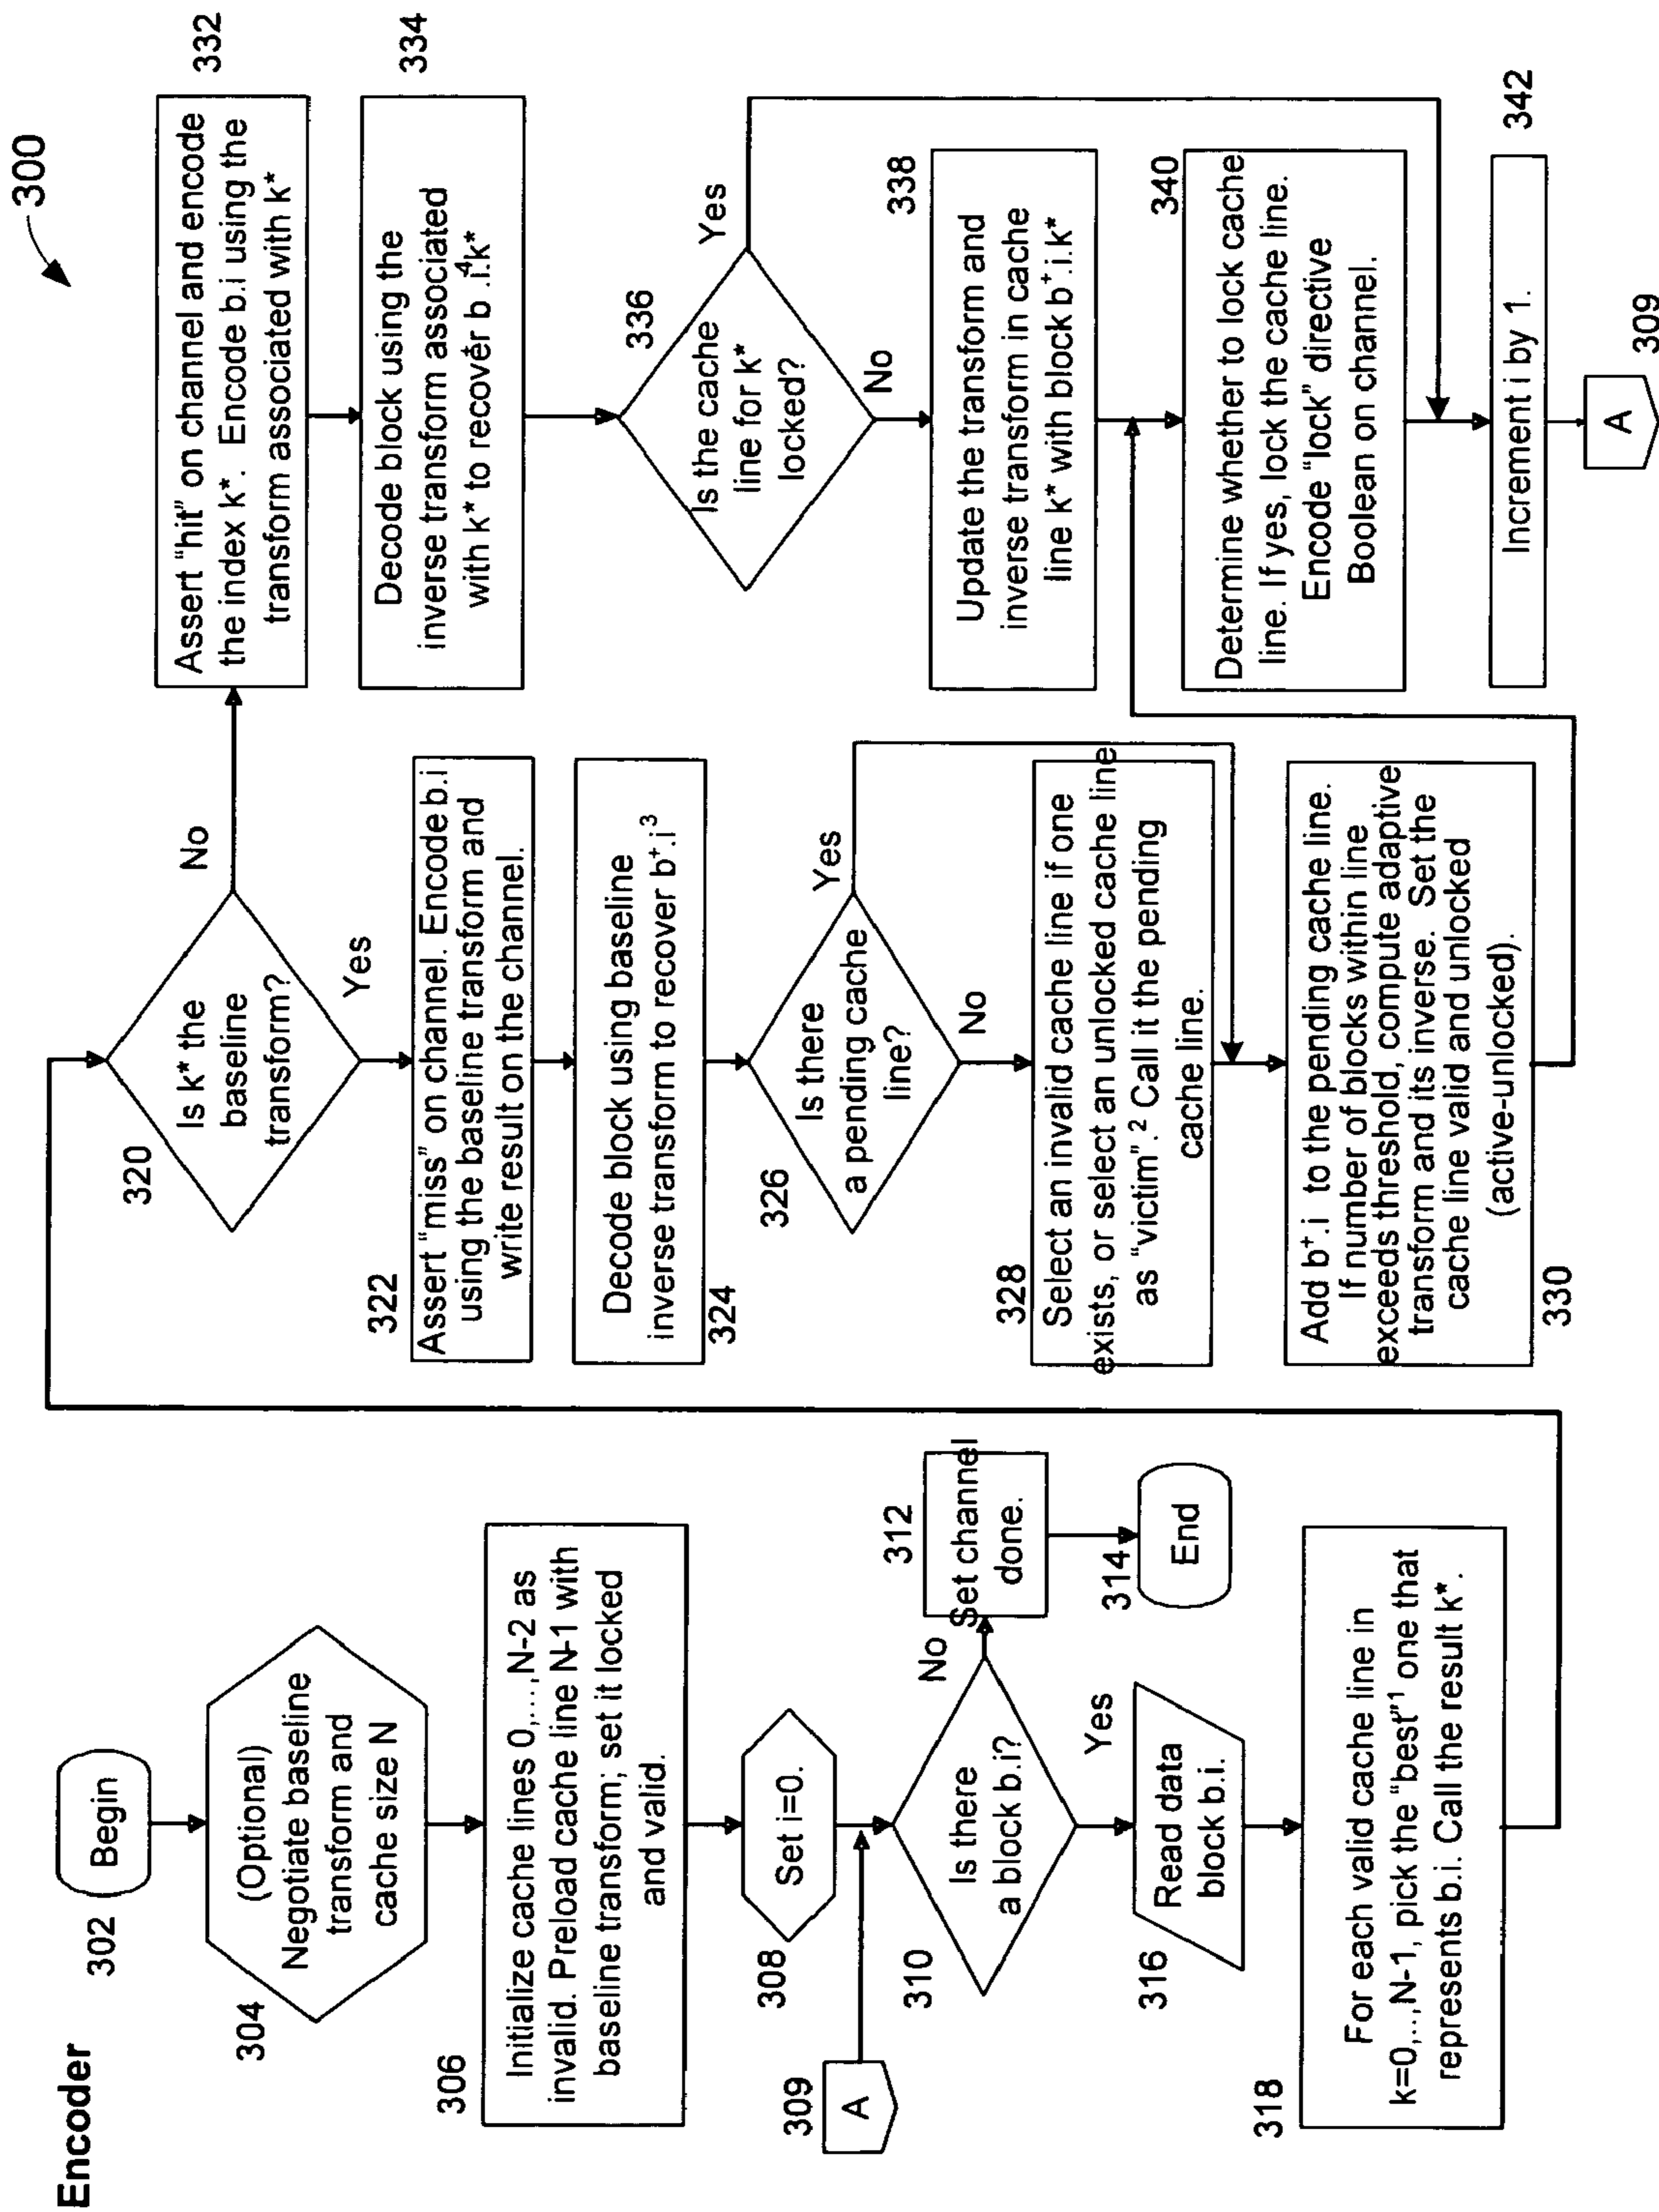 Encoder
300
Begin
302
(Optional)
Negotiate baseline
transform and
cache size N
304
Initialize cache lines 0,...,N-2 as
invalid. Preload cache line N-1 with
baseline transform; set it locked
and valid.
306
Set i=0.
308
A
309
Is there
a block b.i?
310
No
Set channel
done.
312
End
314
Yes
Read data
block b.i.
316
For each valid cache line in
k=0,..,N-1, pick the “best”¹ one that
represents b.i. Call the result k*.
318
Is k* the
baseline
transform?
320
No
Yes
Assert “miss” on channel. Encode b.i
using the baseline transform and
write result on the channel.
322
Decode block using baseline
inverse transform to recover b⁺.i³
324
Is there
a pending cache
line?
326
Yes
No
Select an invalid cache line if one
exists, or select an unlocked cache line
as “victim”.² Call it the pending
cache line.
328
Add b⁺.i to the pending cache line.
If number of blocks within line
exceeds threshold, compute adaptive
transform and its inverse. Set the
cache line valid and unlocked
(active-unlocked).
330
Assert “hit” on channel and encode
the index k*. Encode b.i using the
transform associated with k*
332
Decode block using the
inverse transform associated
with k* to recover b⁺.i.k*⁴
334
Is the cache
line for k*
locked?
336
Yes
No
Update the transform and
inverse transform in cache
line k* with block b⁺.i.k*
338
Determine whether to lock cache
line. If yes, lock the cache line.
Encode “lock” directive
Boolean on channel.
340
Increment i by 1.
342
A
309